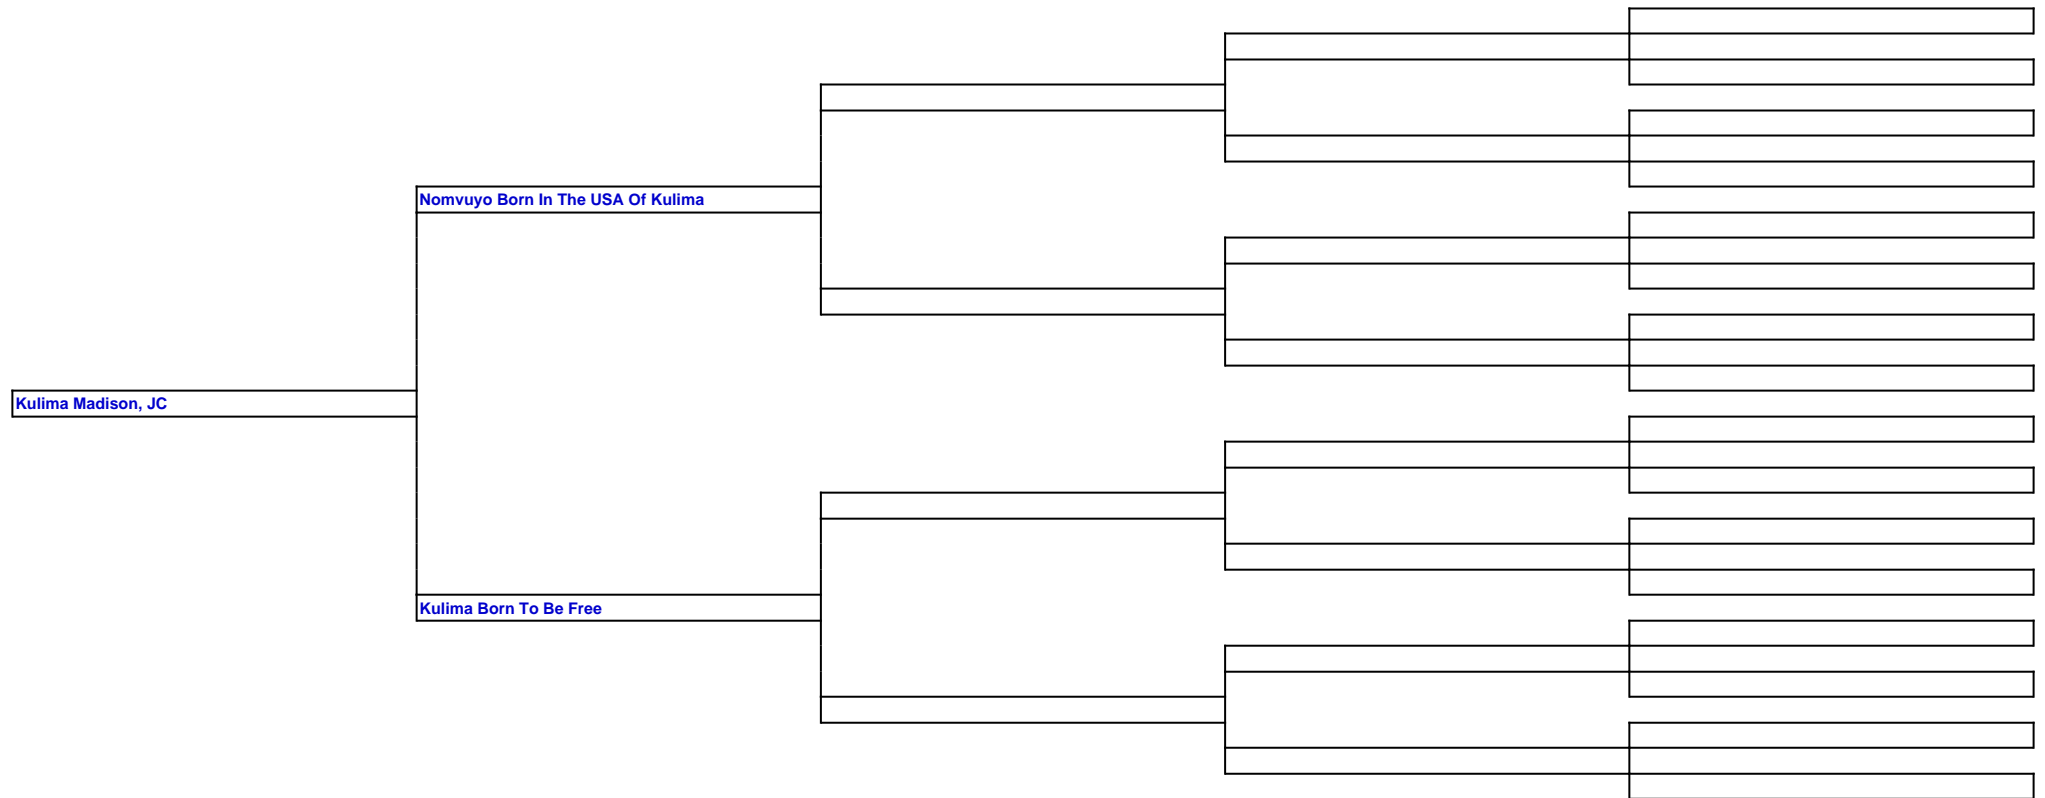 Nomvuyo Born In The USA Of Kulima
Kulima Madison, JC
Kulima Born To Be Free